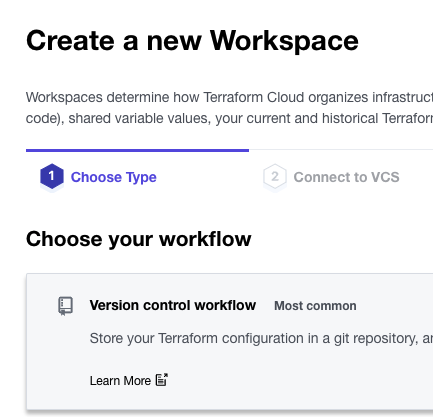 Create a new Workspace
Workspaces determine how Terraform Cloud organizes
code), shared variable values, your current and historical
1 Choose Type
2 Connect to VCS
Choose your workflow
Version control workflow Most common
Store your Terraform configuration in a git repository,
Learn More